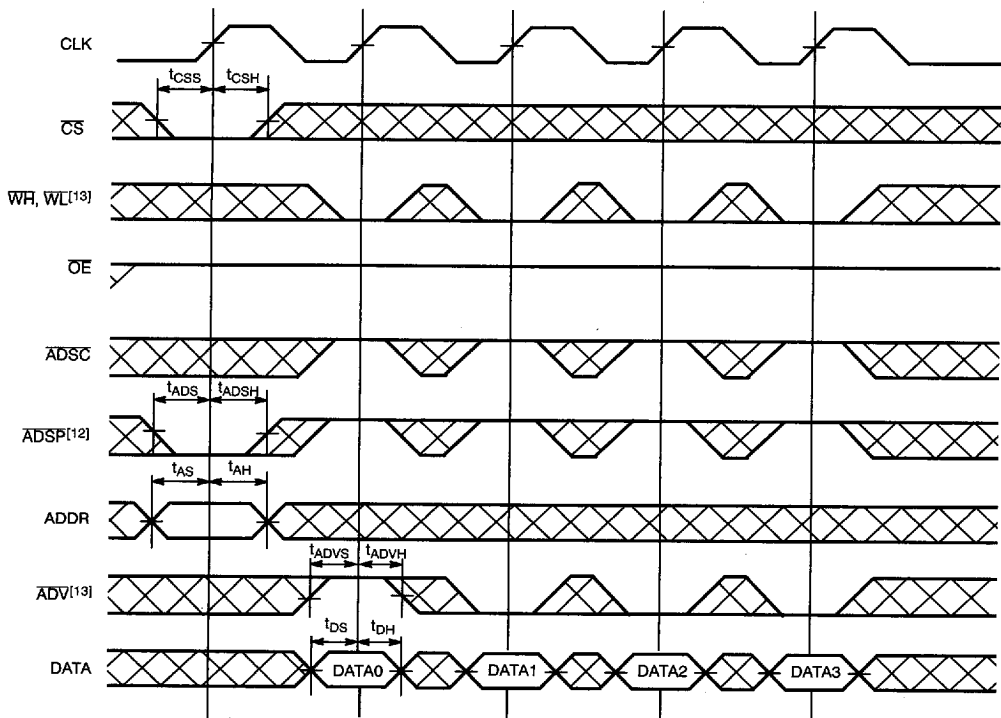 CLK
tCSS tCSH
CS
WH, WL[13]
OE
ADSC
tADS tADSH
ADSP[12]
tAS tAH
ADDR
tADVS tADVH
ADV[13]
tDS tDH
DATA DATA0 DATA1 DATA2 DATA3